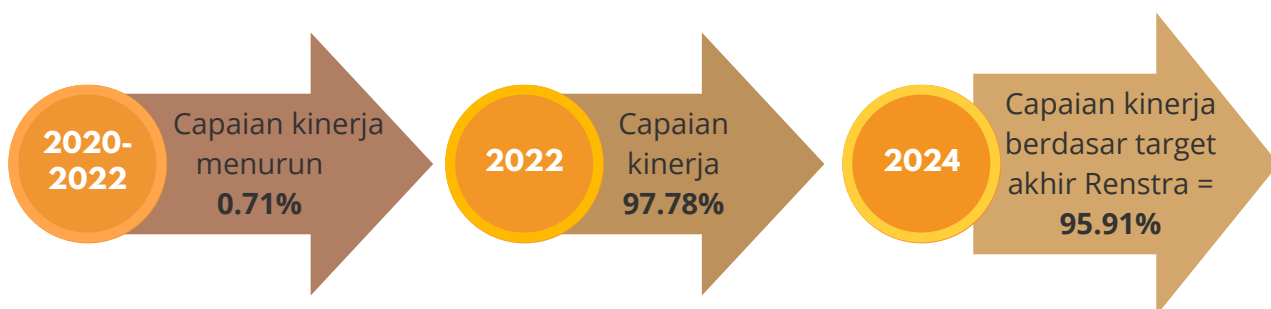 2020-
2022
Capaian kinerja
menurun
0.71%
2022
Capaian
kinerja
97.78%
2024
Capaian kinerja
berdasar target
akhir Renstra =
95.91%